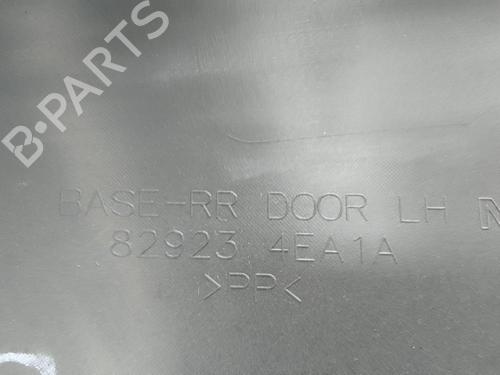 B-PARTS
BASE-RR DOOR LH
82923 4EA1A
>PP<